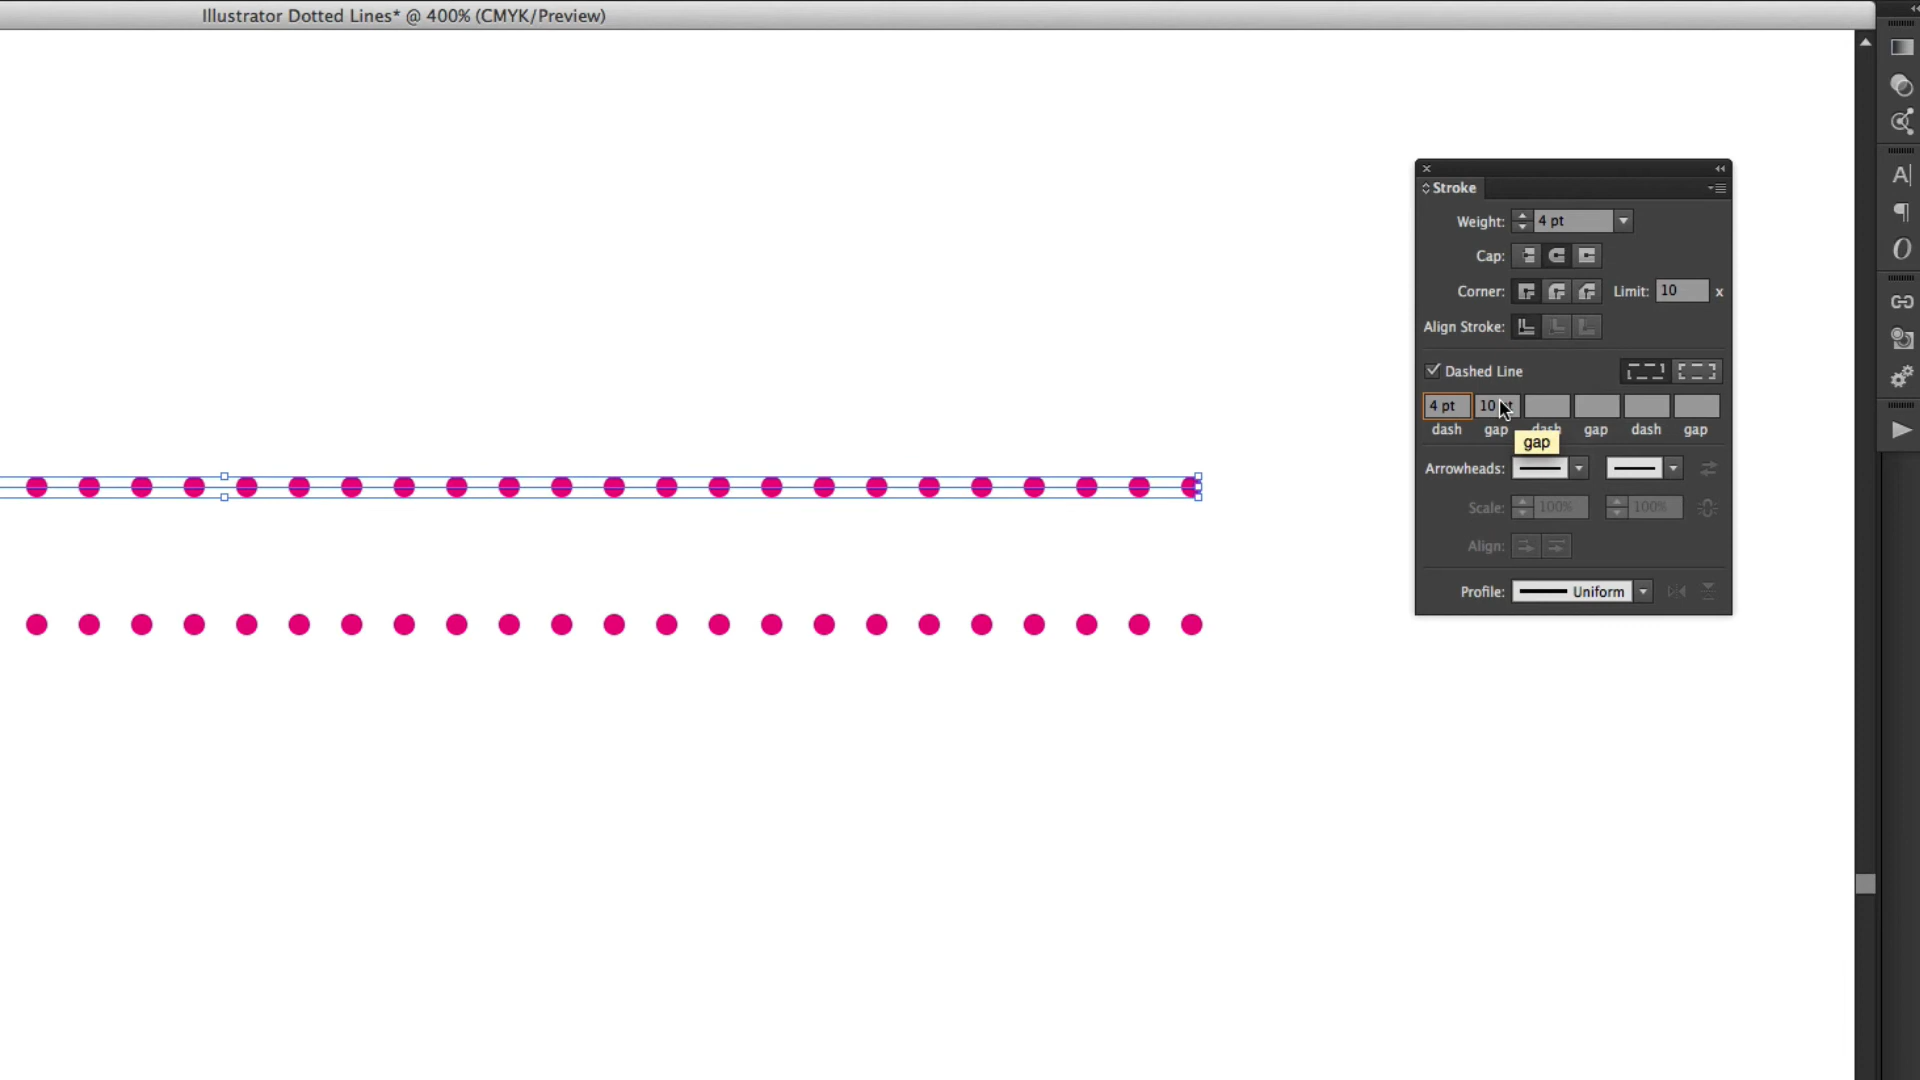 Illustrator Dotted Lines* @ 400% (CMYK/Preview)
Stroke
Weight: 4 pt
Cap:
Corner: Limit: 10 x
Align Stroke:
Dashed Line
4 pt 10
dash gap dash gap dash gap
gap
Arrowheads:
Scale: 100% 100%
Align:
Profile: Uniform